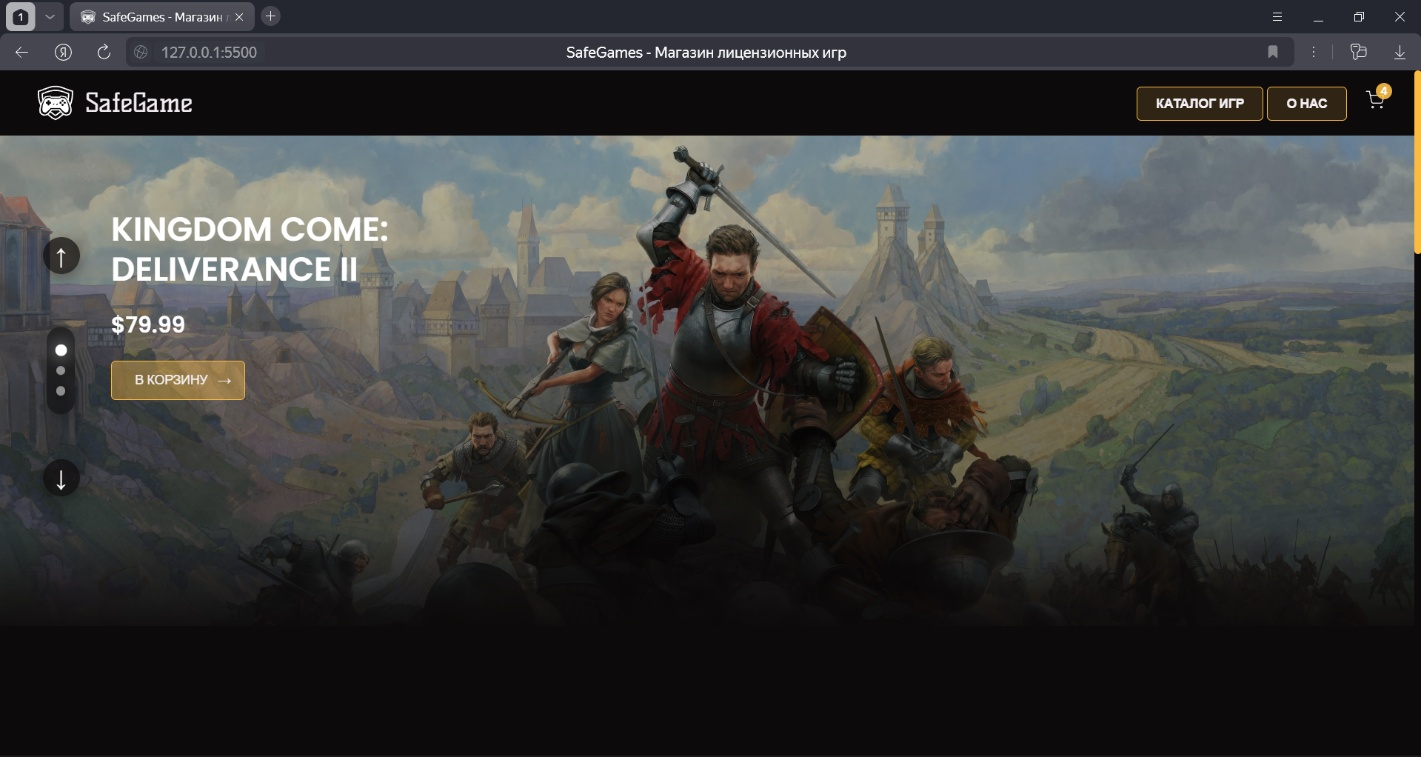 1
SafeGames - Магазин
127.0.0.1:5500
SafeGames - Магазин лицензионных игр
SafeGame
КАТАЛОГ ИГР
О НАС
4
KINGDOM COME:
DELIVERANCE II
$79.99
В КОРЗИНУ →